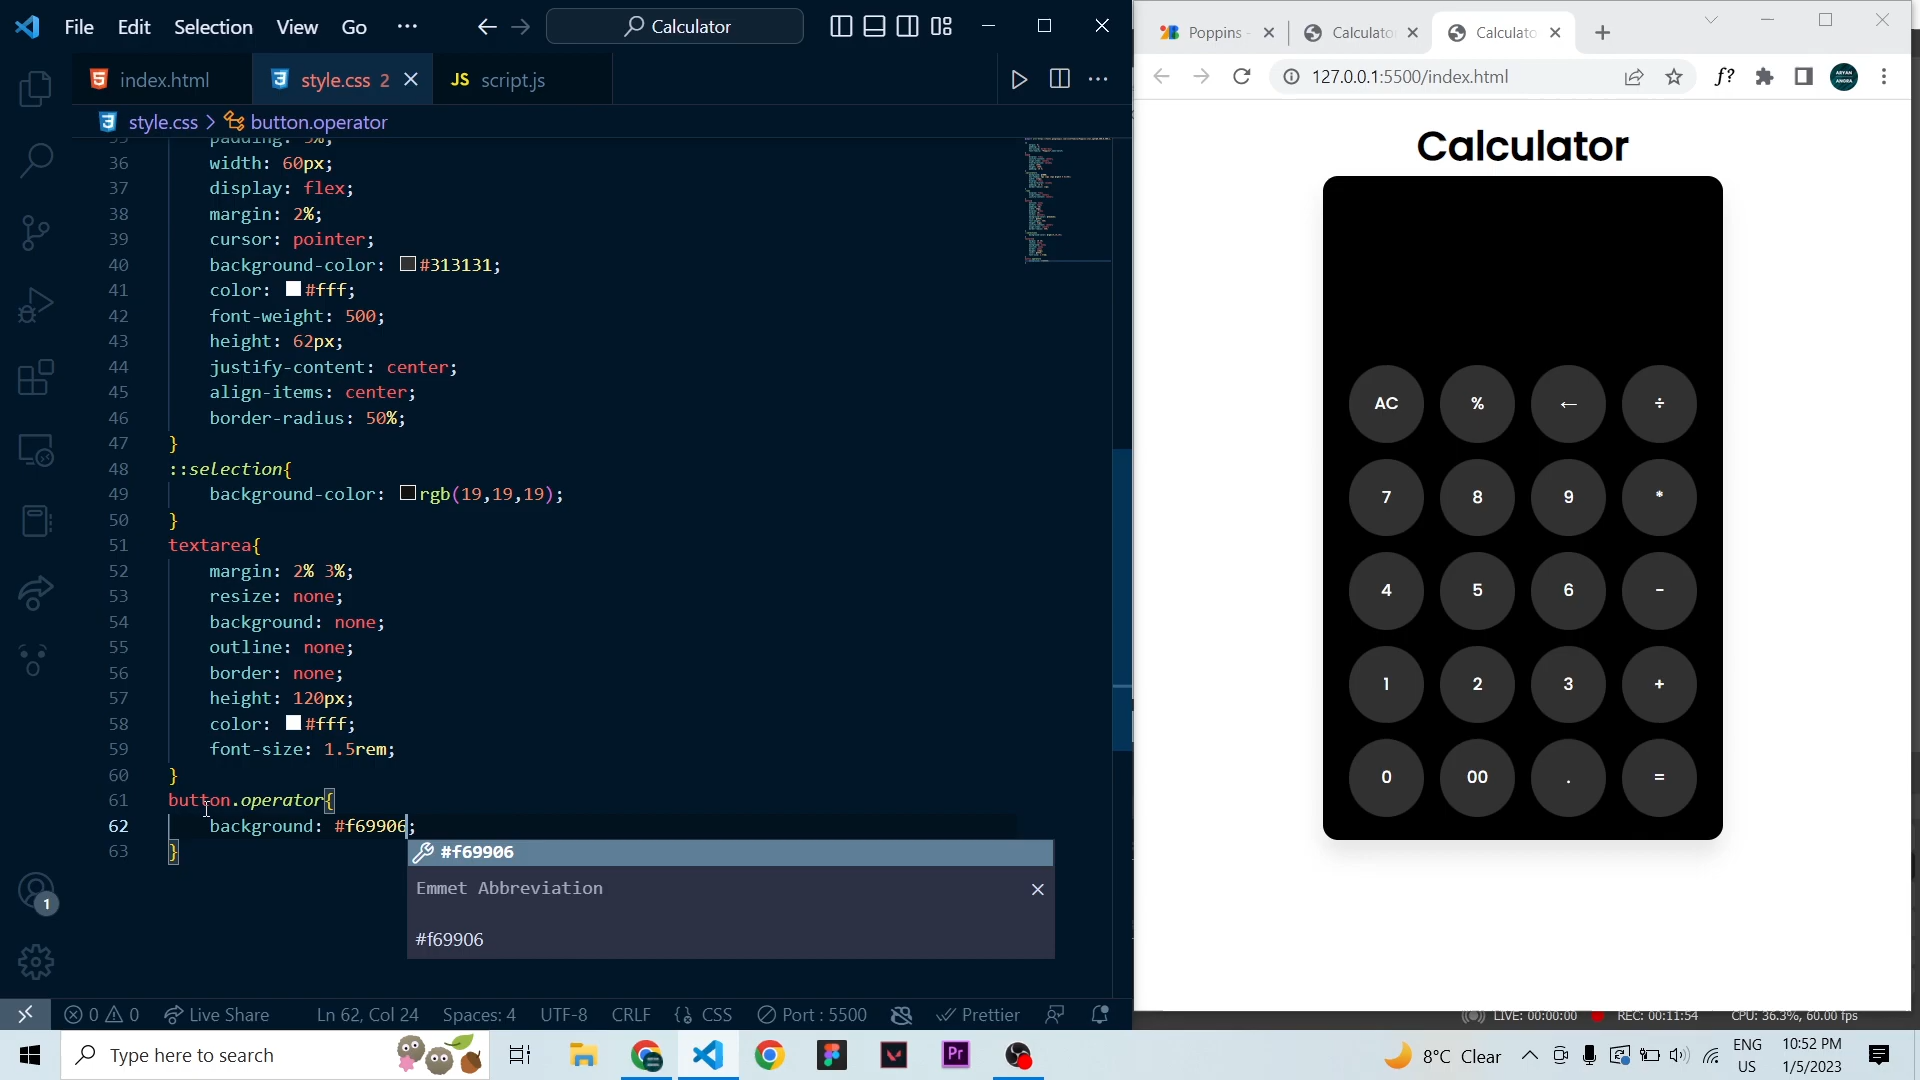 File Edit Selection View Go ··· Calculator
index.html style.css 2 JS script.js
style.css > button.operator
36 width: 60px;
37 display: flex;
38 margin: 2%;
39 cursor: pointer;
40 background-color: #313131;
41 color: #fff;
42 font-weight: 500;
43 height: 62px;
44 justify-content: center;
45 align-items: center;
46 border-radius: 50%;
47 }
48 ::selection{
49 background-color: rgb(19,19,19);
50 }
51 textarea{
52 margin: 2% 3%;
53 resize: none;
54 background: none;
55 outline: none;
56 border: none;
57 height: 120px;
58 color: #fff;
59 font-size: 1.5rem;
60 }
61 button.operator{
62 background: #f69906;
63 }
#f69906
Emmet Abbreviation
#f69906
1
0 0 Live Share Ln 62, Col 24 Spaces: 4 UTF-8 CRLF {} CSS Port : 5500 Prettier
Poppins - Calculato Calculato
127.0.0.1:5500/index.html f?
Calculator
AC % ← ÷
7 8 9 *
4 5 6 -
1 2 3 +
0 00 . =
LIVE: 00:00:00 REC: 00:11:54 CPU: 36.3%, 60.00 fps
Type here to search Pr 8°C Clear ENG US 10:52 PM 1/5/2023